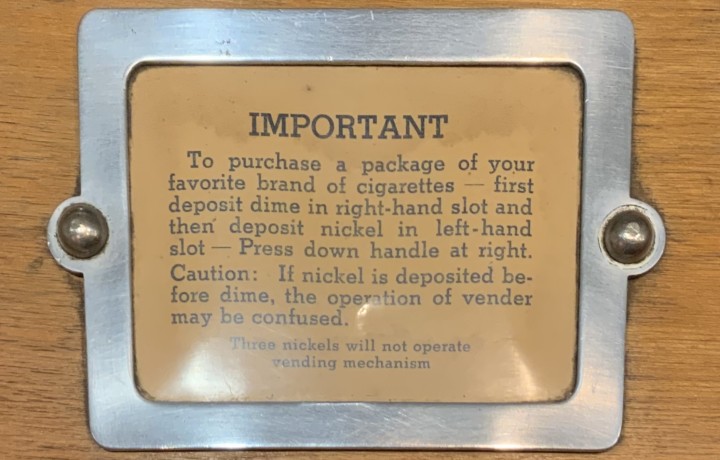 IMPORTANT
To purchase a package of your
favorite brand of cigarettes — first
deposit dime in right-hand slot and
then deposit nickel in left-hand
slot — Press down handle at right.
Caution: If nickel is deposited be-
fore dime, the operation of vender
may be confused.
Three nickels will not operate
vending mechanism